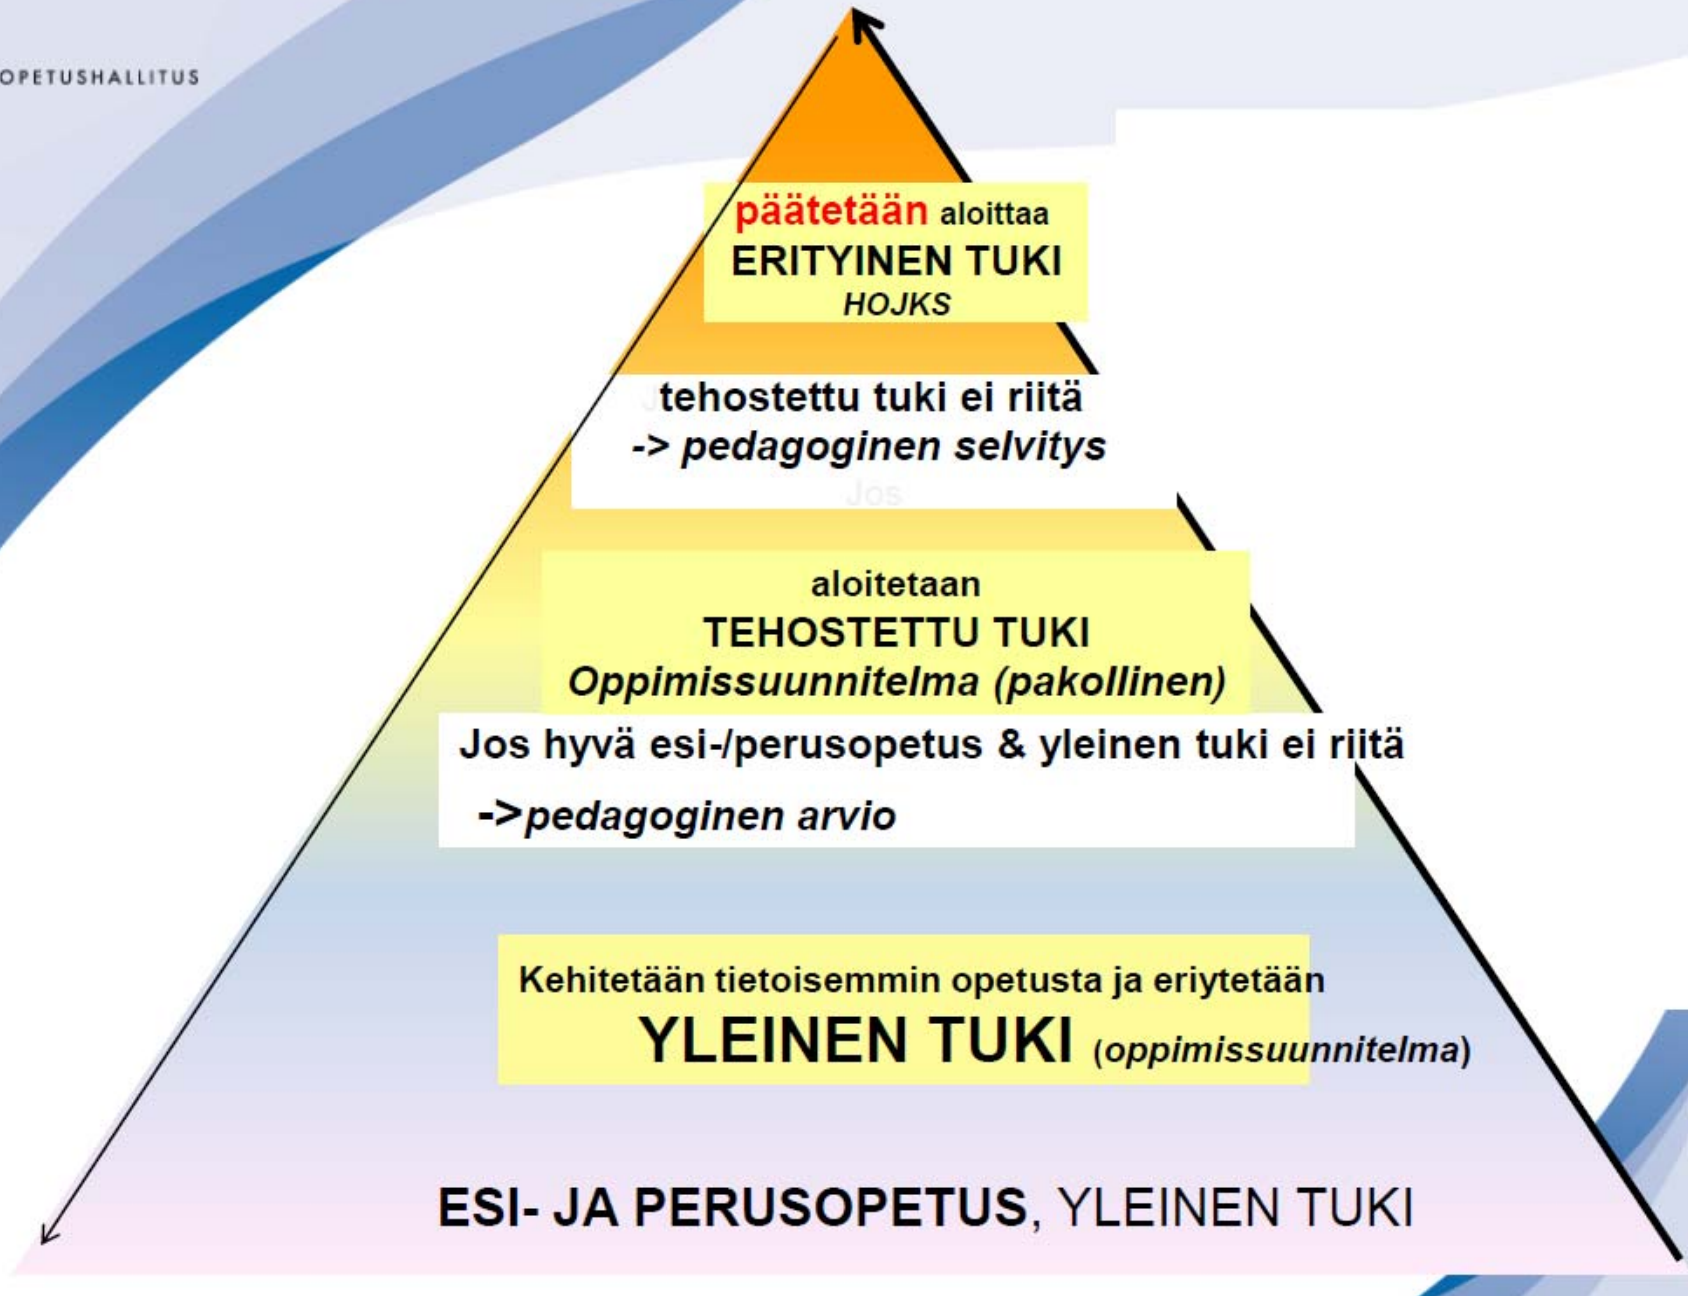 OPETUSHALLITUS
päätetään aloittaa
ERITYINEN TUKI
HOJKS
tehostettu tuki ei riitä
-> pedagoginen selvitys
Jos
aloitetaan
TEHOSTETTU TUKI
Oppimissuunnitelma (pakollinen)
Jos hyvä esi-/perusopetus & yleinen tuki ei riitä
->pedagoginen arvio
Kehitetään tietoisemmin opetusta ja eriytetään
YLEINEN TUKI (oppimissuunnitelma)
ESI- JA PERUSOPETUS, YLEINEN TUKI